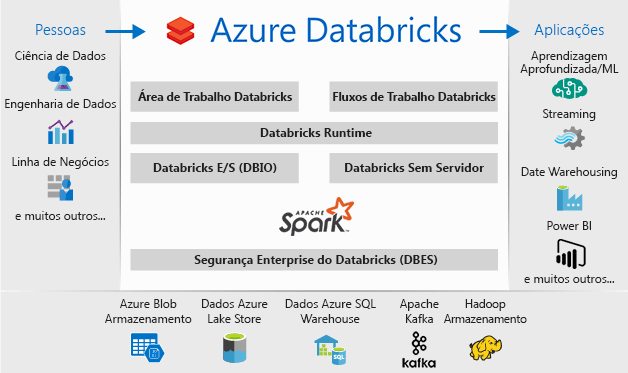 Pessoas
Azure Databricks
Aplicações
Ciência de Dados
Engenharia de Dados
Linha de Negócios
e muitos outros...
Área de Trabalho Databricks
Fluxos de Trabalho Databricks
Databricks Runtime
Databricks E/S (DBIO)
Databricks Sem Servidor
APACHE
Spark™
Segurança Enterprise do Databricks (DBES)
Aprendizagem
Aprofundizada/ML
Streaming
Date Warehousing
Power BI
e muitos outros...
Azure Blob
Armazenamento
Dados Azure
Lake Store
Dados Azure SQL
Warehouse
SQL
Apache
Kafka
kafka
Hadoop
Armazenamento